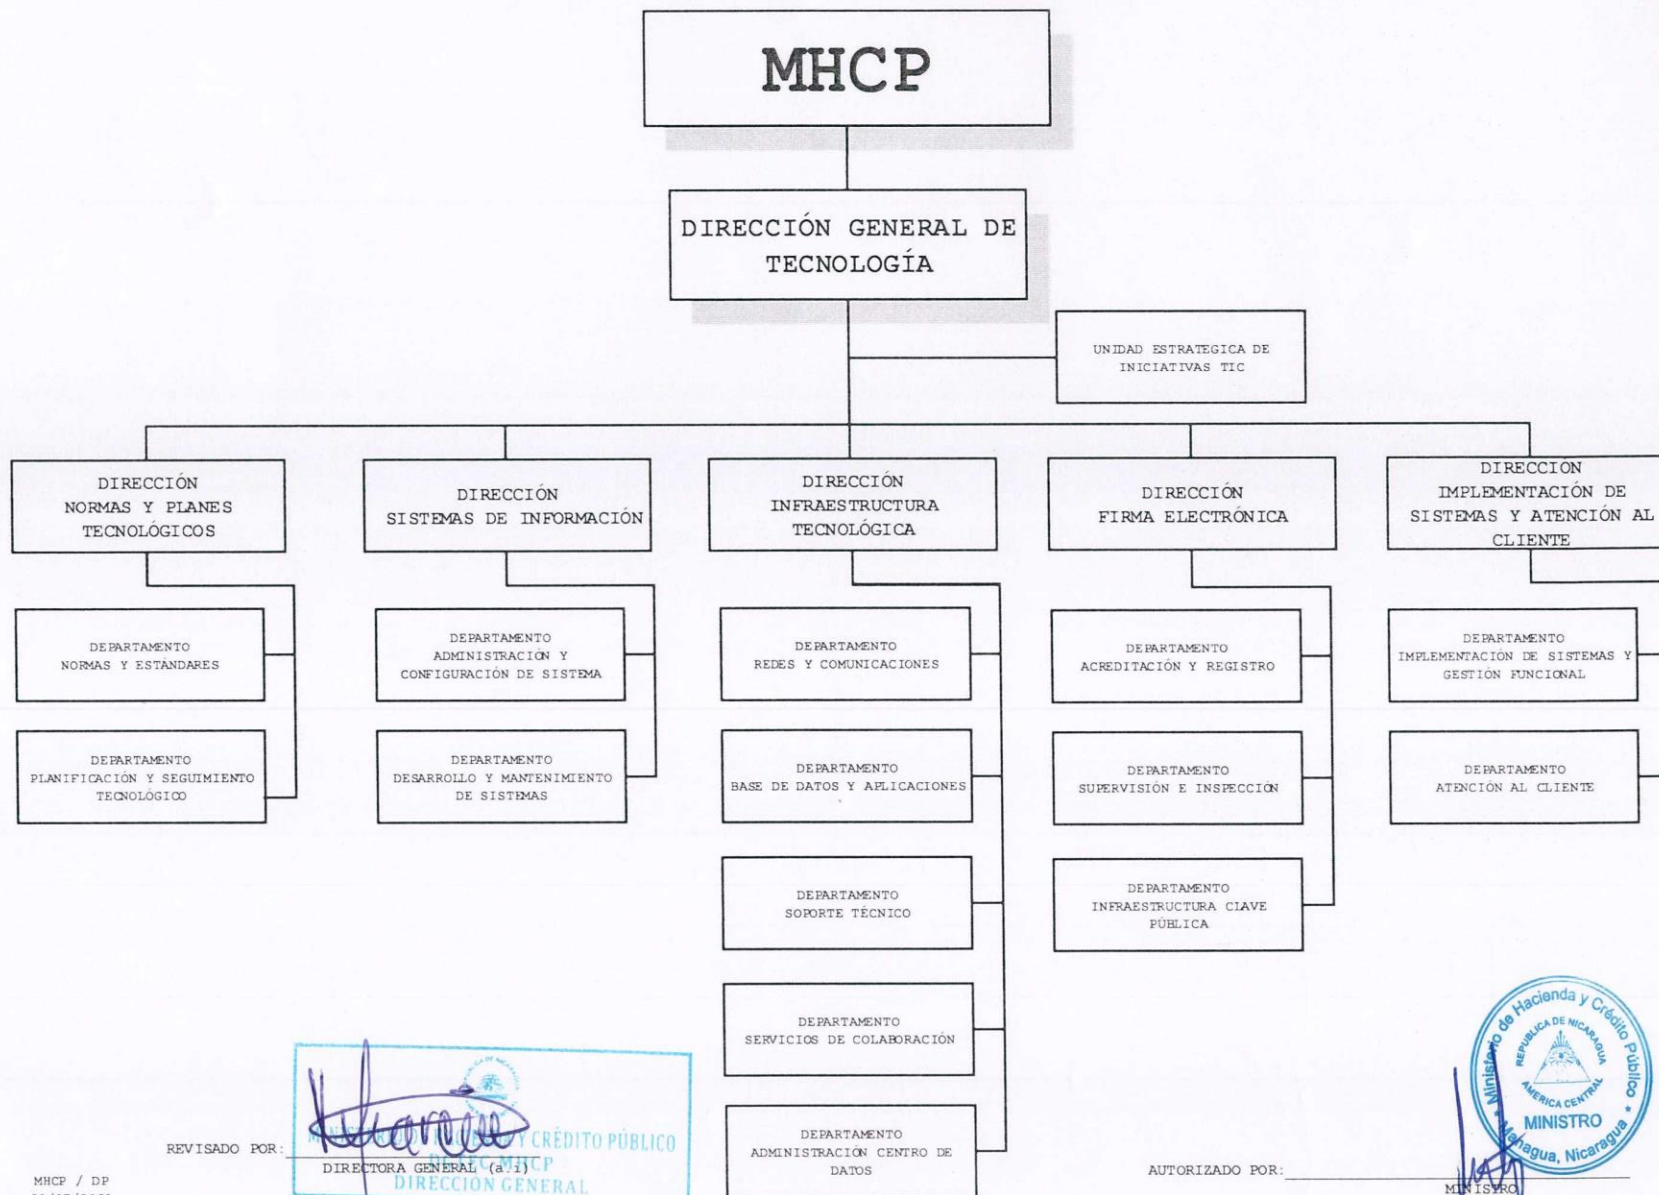 MHCP
DIRECCIÓN GENERAL DE
TECNOLOGÍA
UNIDAD ESTRATEGICA DE
INICIATIVAS TIC
DIRECCIÓN
NORMAS Y PLANES
TECNOLÓGICOS
DEPARTAMENTO
NORMAS Y ESTÁNDARES
DEPARTAMENTO
PLANIFICACIÓN Y SEGUIMIENTO
TECNOLÓGICO
DIRECCIÓN
SISTEMAS DE INFORMACIÓN
DEPARTAMENTO
ADMINISTRACIÓN Y
CONFIGURACIÓN DE SISTEMA
DEPARTAMENTO
DESARROLLO Y MANTENIMIENTO
DE SISTEMAS
DIRECCIÓN
INFRAESTRUCTURA
TECNOLÓGICA
DEPARTAMENTO
REDES Y COMUNICACIONES
DEPARTAMENTO
BASE DE DATOS Y APLICACIONES
DEPARTAMENTO
SOPORTE TÉCNICO
DEPARTAMENTO
SERVICIOS DE COLABORACIÓN
DEPARTAMENTO
ADMINISTRACIÓN CENTRO DE
DATOS
DIRECCIÓN
FIRMA ELECTRÓNICA
DEPARTAMENTO
ACREDITACIÓN Y REGISTRO
DEPARTAMENTO
SUPERVISIÓN E INSPECCIÓN
DEPARTAMENTO
INFRAESTRUCTURA CLAVE
PÚBLICA
DIRECCIÓN
IMPLEMENTACIÓN DE
SISTEMAS Y ATENCIÓN AL
CLIENTE
DEPARTAMENTO
IMPLEMENTACIÓN DE SISTEMAS Y
GESTIÓN FUNCIONAL
DEPARTAMENTO
ATENCIÓN AL CLIENTE
REVISADO POR:
Y CRÉDITO PÚBLICO
MHCP
DIRECTORA GENERAL (a.i)
DIRECCIÓN GENERAL
MHCP / DP
AUTORIZADO POR:
Ministerio de Hacienda y Crédito Público
REPUBLICA DE NICARAGUA
AMERICA CENTRAL
MINISTRO
Managua, Nicaragua
MINISTRO